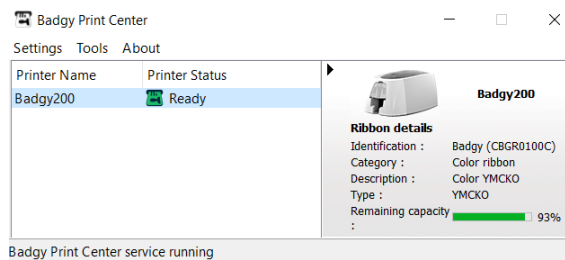 Badgy Print Center
Settings Tools About
Printer Name Printer Status
Badgy200 Ready
Badgy200
Ribbon details
Identification : Badgy (CBGR0100C)
Category : Color ribbon
Description : Color YMCKO
Type : YMCKO
Remaining capacity : 93%
Badgy Print Center service running